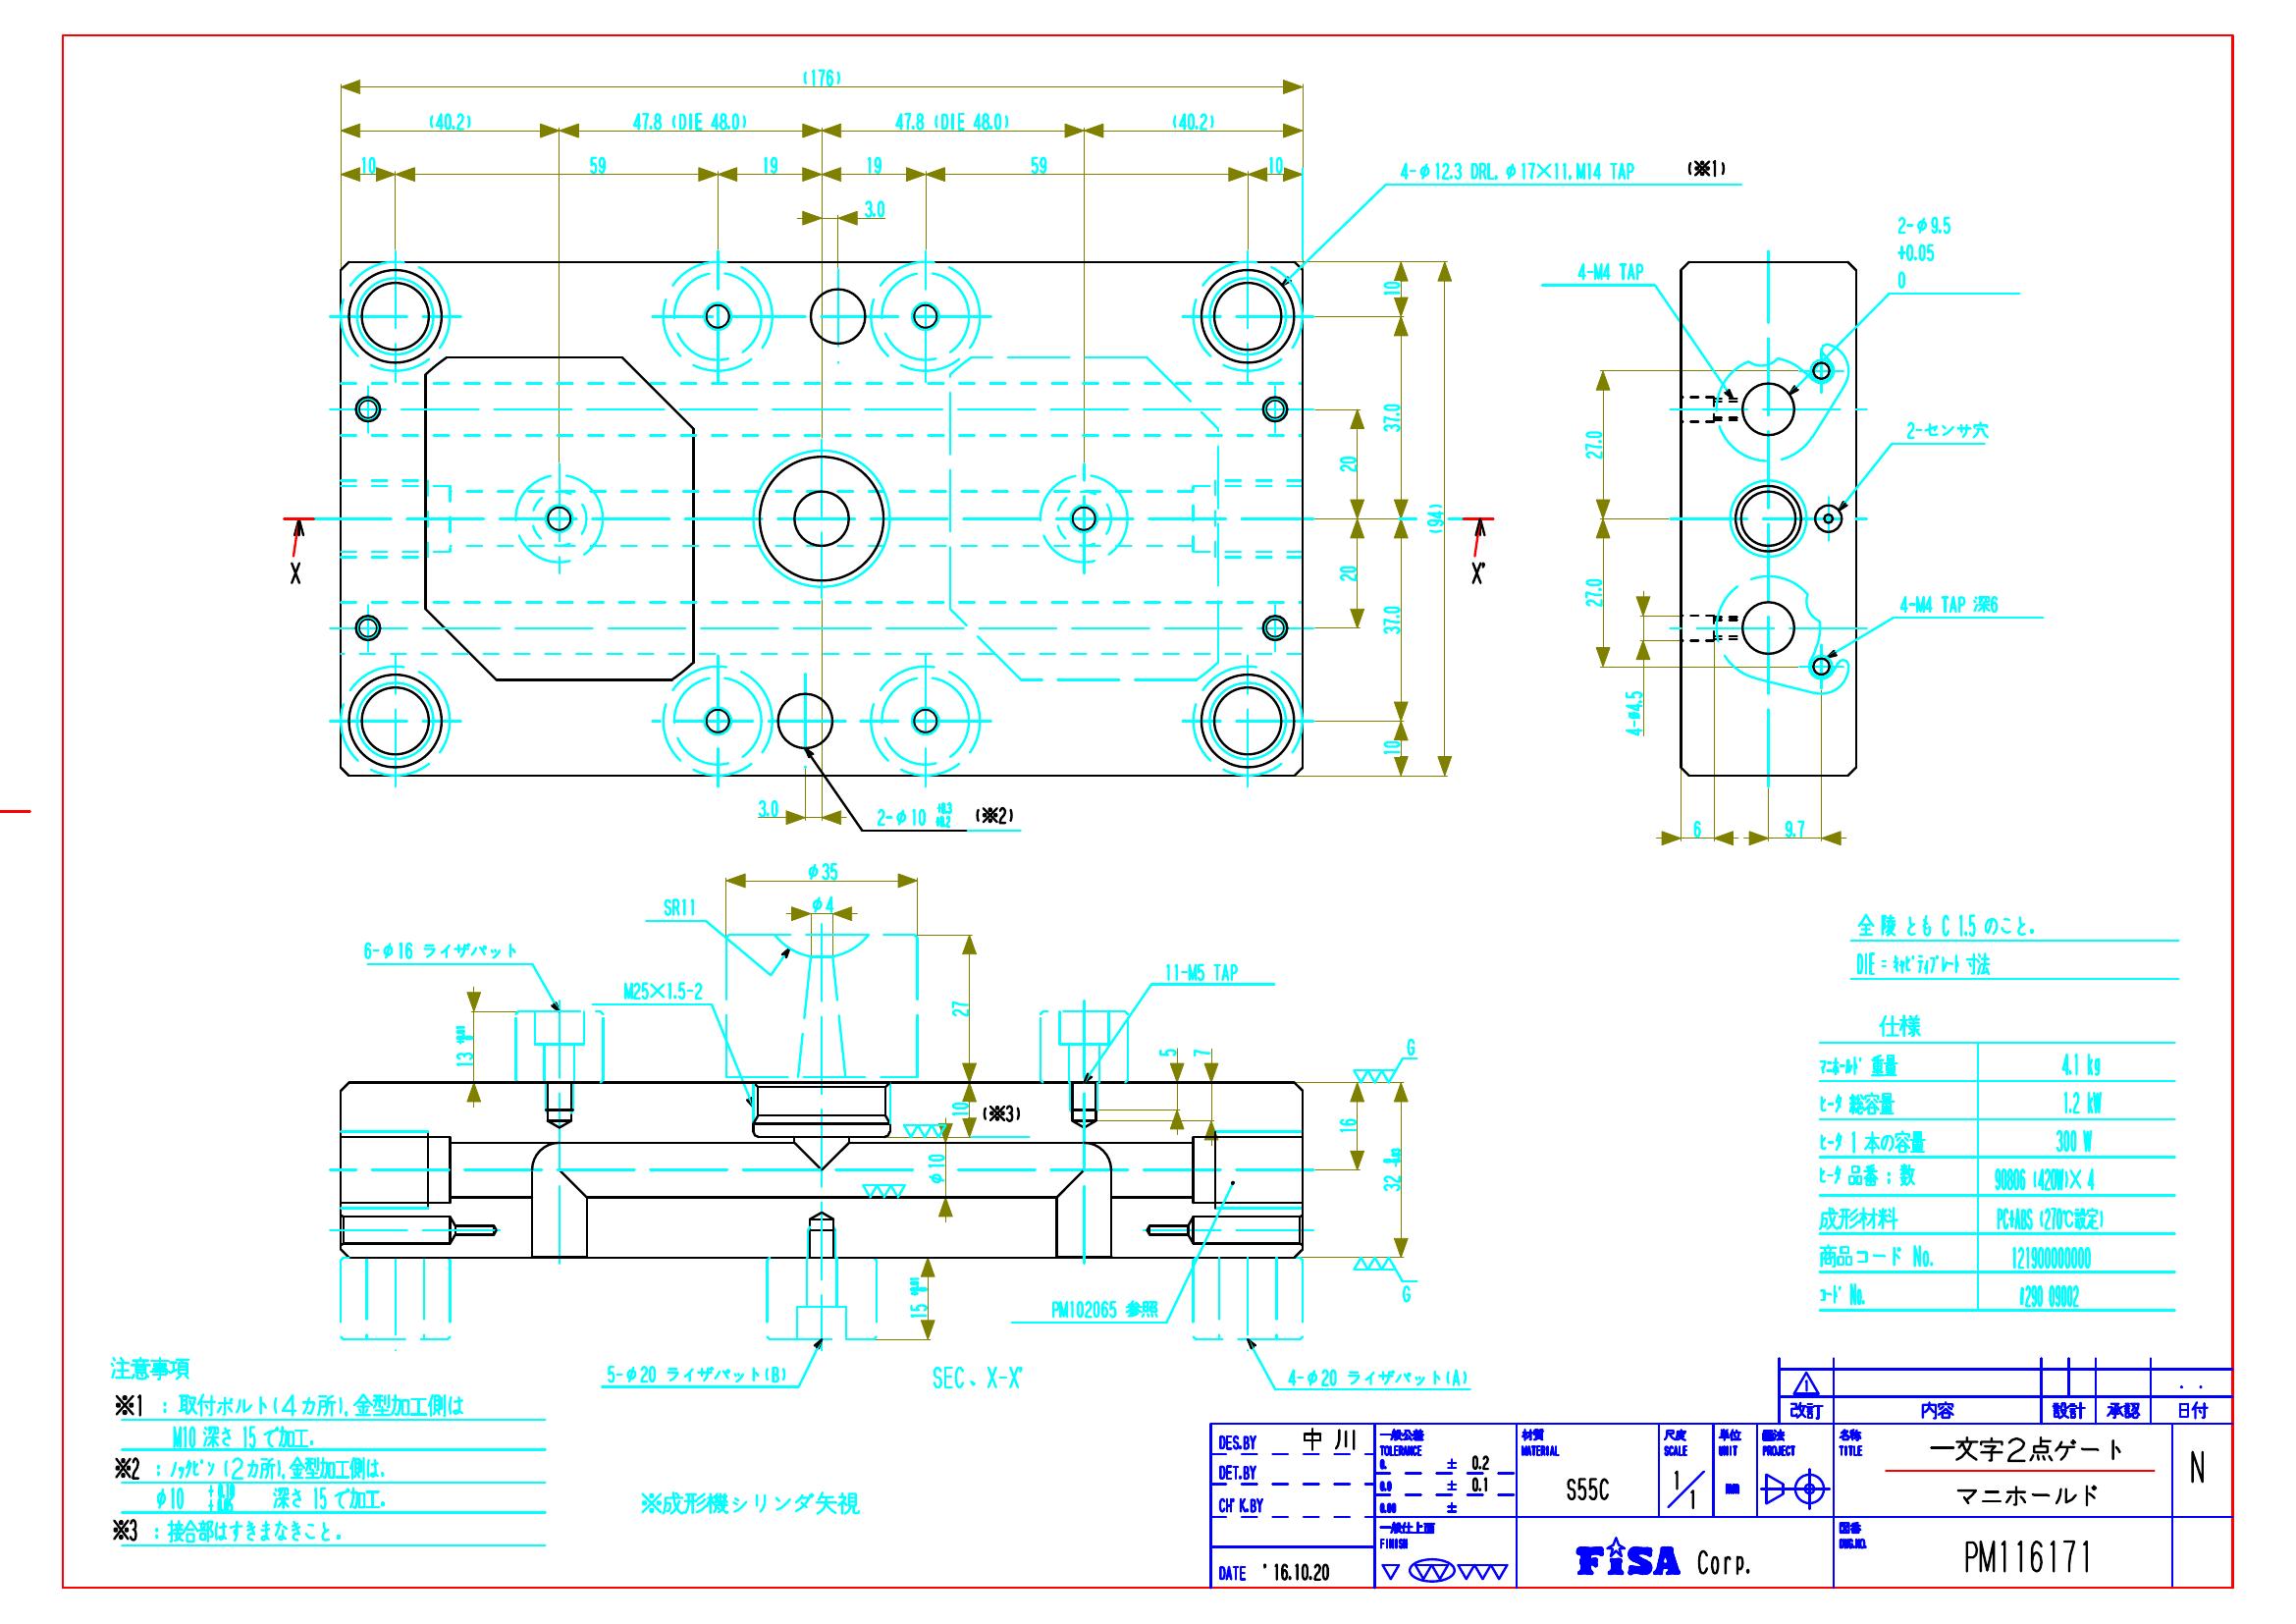 (176)
(40.2) 47.8 (DIE 48.0) 47.8 (DIE 48.0) (40.2)
10 59 19 19 59 10
3.0
4-φ12.3 DRL, φ17×11,M14 TAP (※1)
10
37.0
20
(94)
20
37.0
10
X
X'
3.0
2-φ10 +0.3 +0.2 (※2)
2-φ9.5
+0.05
0
4-M4 TAP
27.0
2-センサ穴
27.0
4-M4 TAP 深6
4-φ4.5
6
9.7
φ35
φ4
SR11
6-φ16 ライザパット
M25×1.5-2
11-M5 TAP
27
13
5
7
G
10
(※3)
16
φ10
32
15
G
PM102065 参照
5-φ20 ライザパット(B)
SEC、X-X'
4-φ20 ライザパット(A)
全 陵 とも C 1.5 のこと.
DIE = キャビティプレート 寸法
仕様
マニホールド 重量 4.1 kg
ヒータ 総容量 1.2 kW
ヒータ 1 本の容量 300 W
ヒータ 品番 ; 数 90806 (420W)× 4
成形材料 PC+ABS (270℃設定)
商品コード No. 121900000000
コード No. 09002
注意事項
※1 : 取付ボルト(4カ所),金型加工側は
M10 深さ 15 で加工.
※2 : ノックピン (2カ所),金型加工側は.
φ10 深さ 15 で加工.
※3 : 接合部はすきまなきこと.
※成形機シリンダ矢視
改訂 内容 設計 承認 日付
DES.BY 中 川
DET.BY
CH'K.BY
DATE '16.10.20
一般公差
TOLERANCE
0. ± 0.2
0.0 ± 0.1
0.00 ±
一般仕上面
FINISH
材質
MATERIAL
S55C
尺度
SCALE
1/1
単位
UNIT
mm
図法
PROJECT
名称
TITLE
一文字2点ゲート
マニホールド
N
FiSA Corp.
図番
DWG.NO.
PM116171